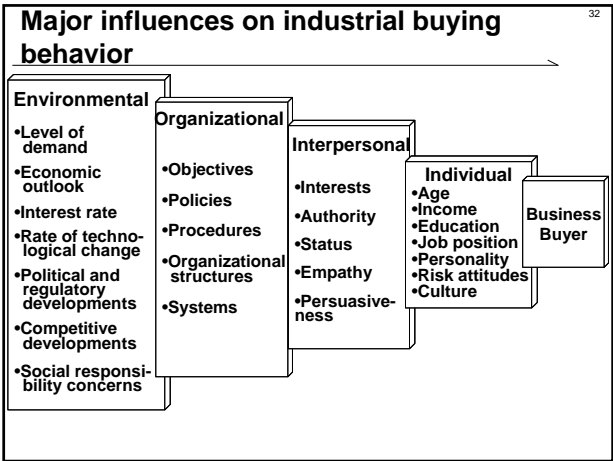 Major influences on industrial buying
behavior
32
Environmental
•Level of
demand
•Economic
outlook
•Interest rate
•Rate of techno-
logical change
•Political and
regulatory
developments
•Competitive
developments
•Social responsi-
bility concerns
Organizational
•Objectives
•Policies
•Procedures
•Organizational
structures
•Systems
Interpersonal
•Interests
•Authority
•Status
•Empathy
•Persuasive-
ness
Individual
•Age
•Income
•Education
•Job position
•Personality
•Risk attitudes
•Culture
Business
Buyer